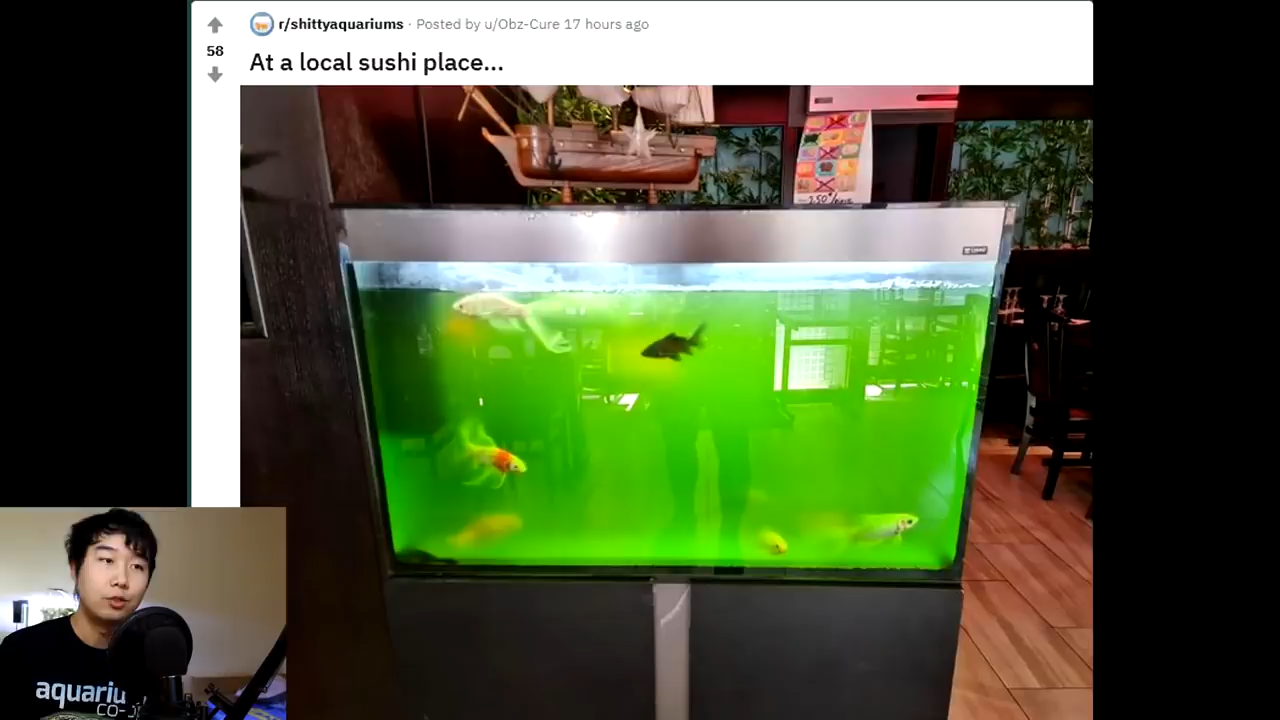 r/shittyaquariums · Posted by u/Obz-Cure 17 hours ago
58
At a local sushi place...
aquariu
co-